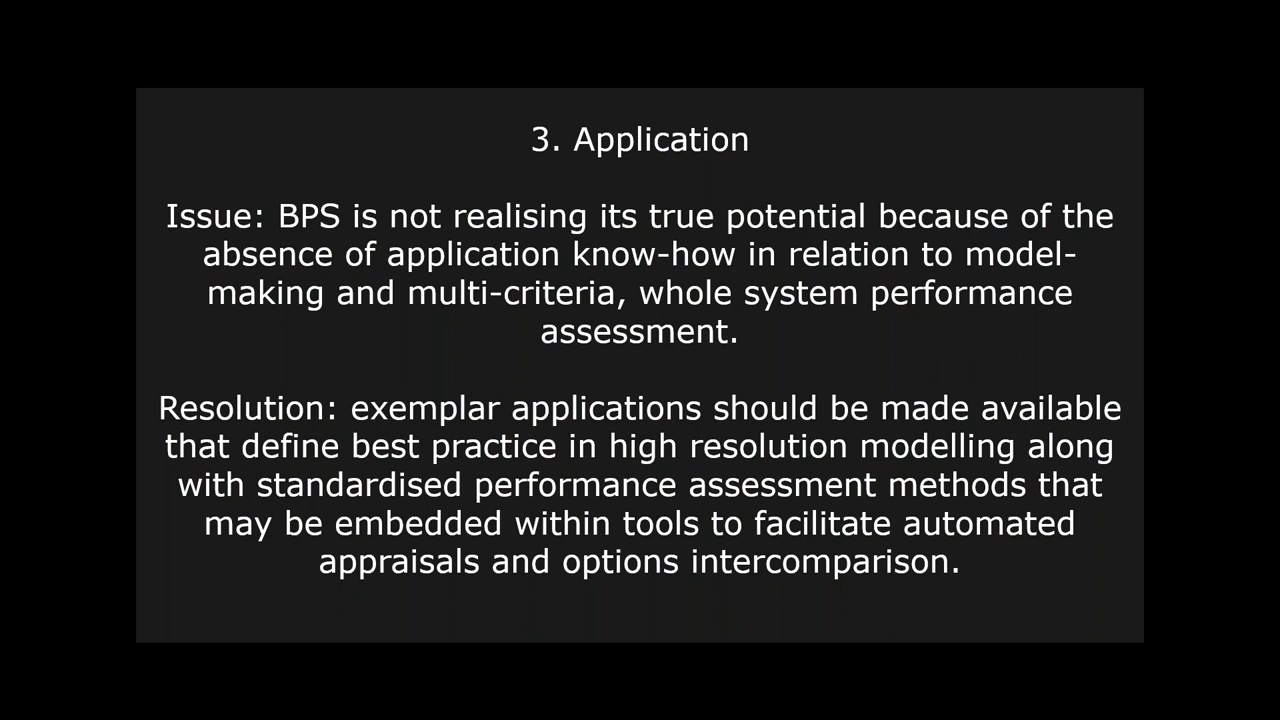 3. Application
Issue: BPS is not realising its true potential because of the
absence of application know-how in relation to model-
making and multi-criteria, whole system performance
assessment.
Resolution: exemplar applications should be made available
that define best practice in high resolution modelling along
with standardised performance assessment methods that
may be embedded within tools to facilitate automated
appraisals and options intercomparison.